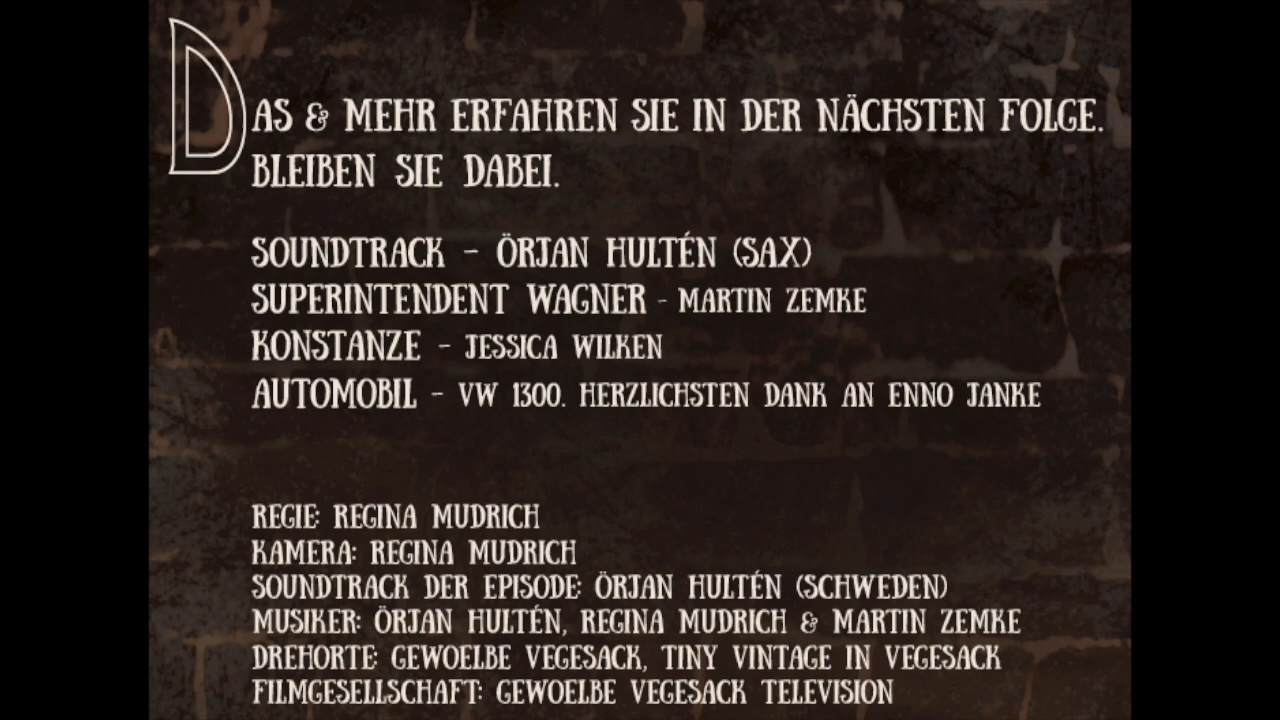 DAS & MEHR ERFAHREN SIE IN DER NÄCHSTEN FOLGE.
BLEIBEN SIE DABEI.
SOUNDTRACK - ÖRJAN HULTÉN (SAX)
SUPERINTENDENT WAGNER - MARTIN ZEMKE
KONSTANZE - JESSICA WILKEN
AUTOMOBIL - VW 1300. HERZLICHSTEN DANK AN ENNO JANKE
REGIE: REGINA MUDRICH
KAMERA: REGINA MUDRICH
SOUNDTRACK DER EPISODE: ÖRJAN HULTÉN (SCHWEDEN)
MUSIKER: ÖRJAN HULTÉN, REGINA MUDRICH & MARTIN ZEMKE
DREHORTE: GEWOELBE VEGESACK, TINY VINTAGE IN VEGESACK
FILMGESELLSCHAFT: GEWOELBE VEGESACK TELEVISION